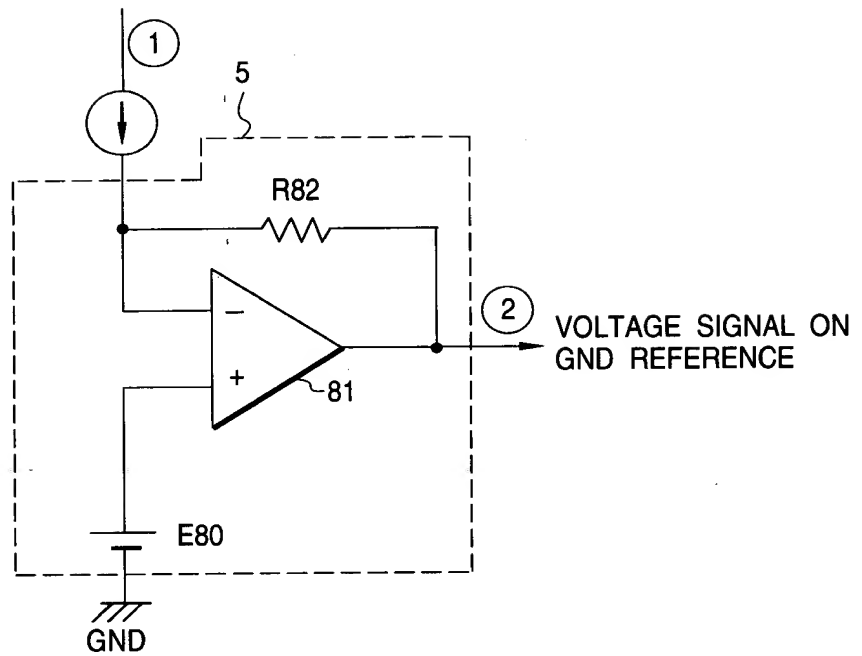 1
5
R82
−
+
81
2
VOLTAGE SIGNAL ON
GND REFERENCE
E80
GND